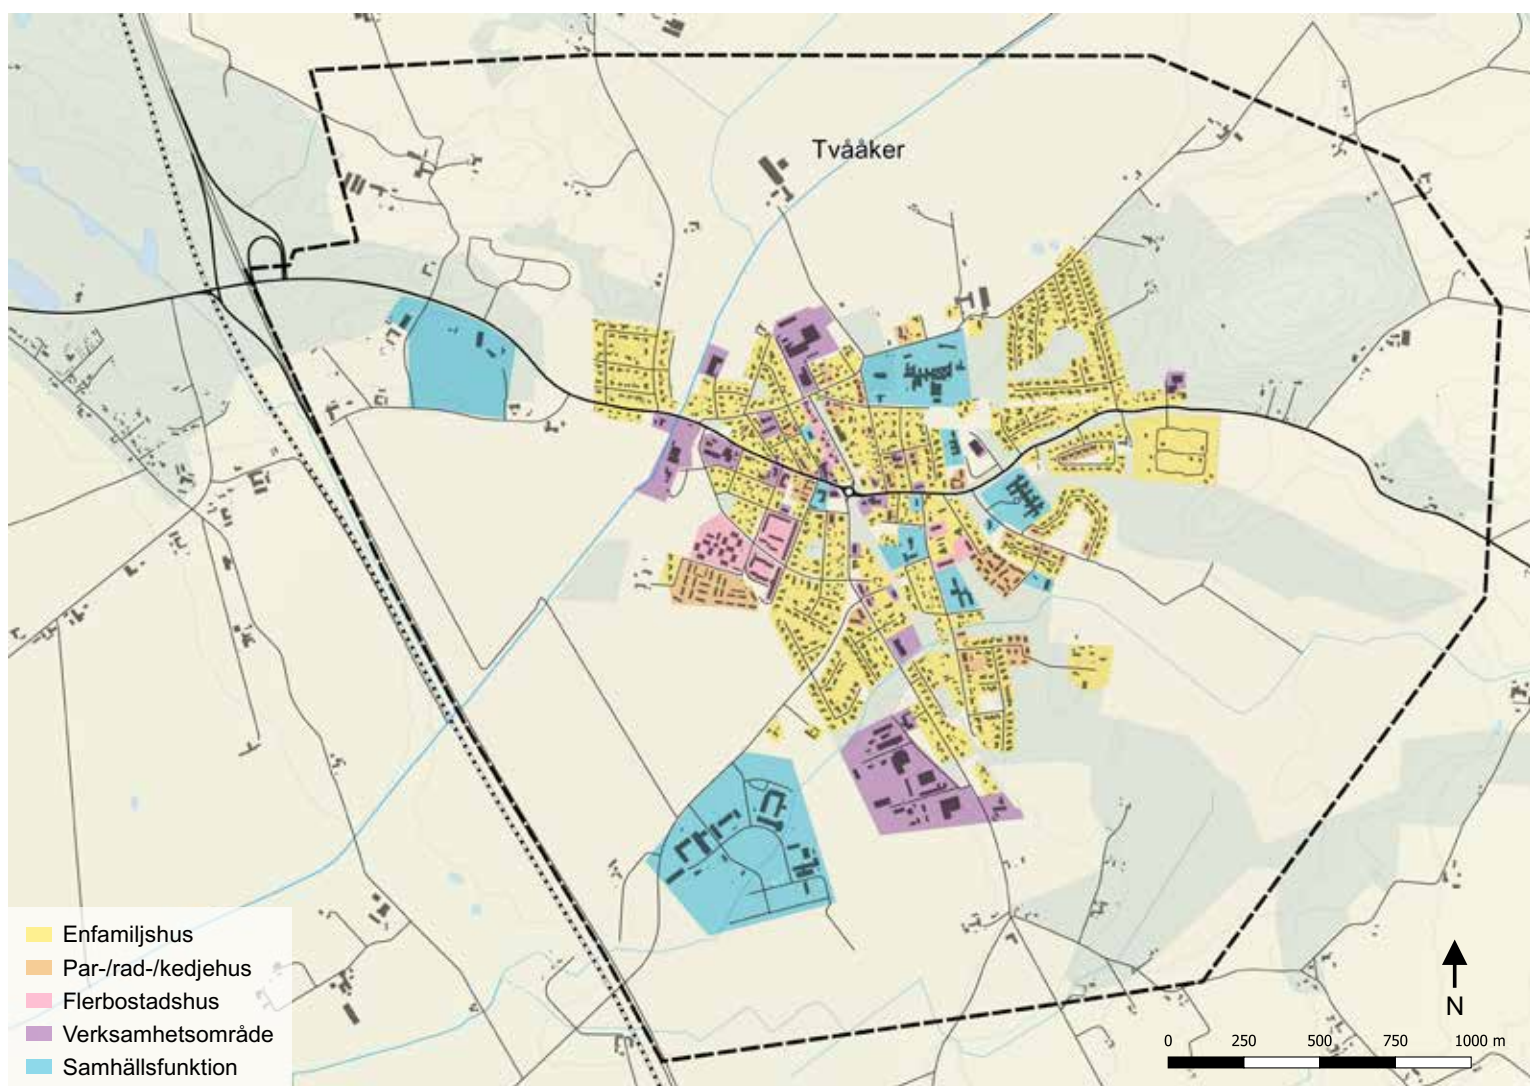 Tvååker
Enfamiljshus
Par-/rad-/kedjehus
Flerbostadshus
Verksamhetsområde
Samhällsfunktion
N
0 250 500 750 1000 m